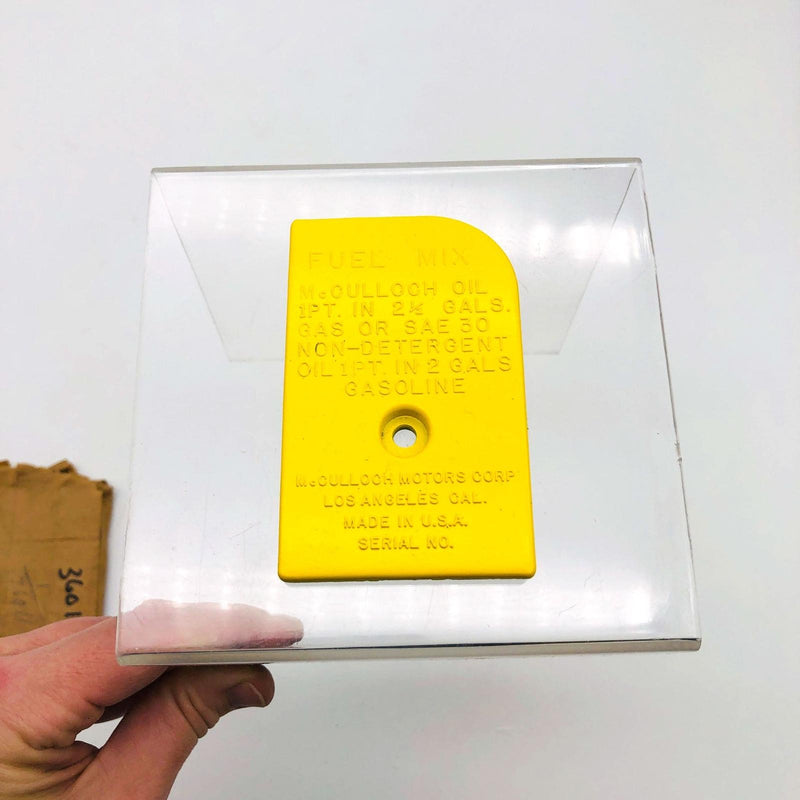 FUEL MIX
McCULLOCH OIL
1PT. IN 2½ GALS.
GAS OR SAE 30
NON-DETERGENT
OIL 1PT. IN 2 GALS
GASOLINE
McCULLOCH MOTORS CORP
LOS ANGELES CAL.
MADE IN U.S.A.
SERIAL NO.